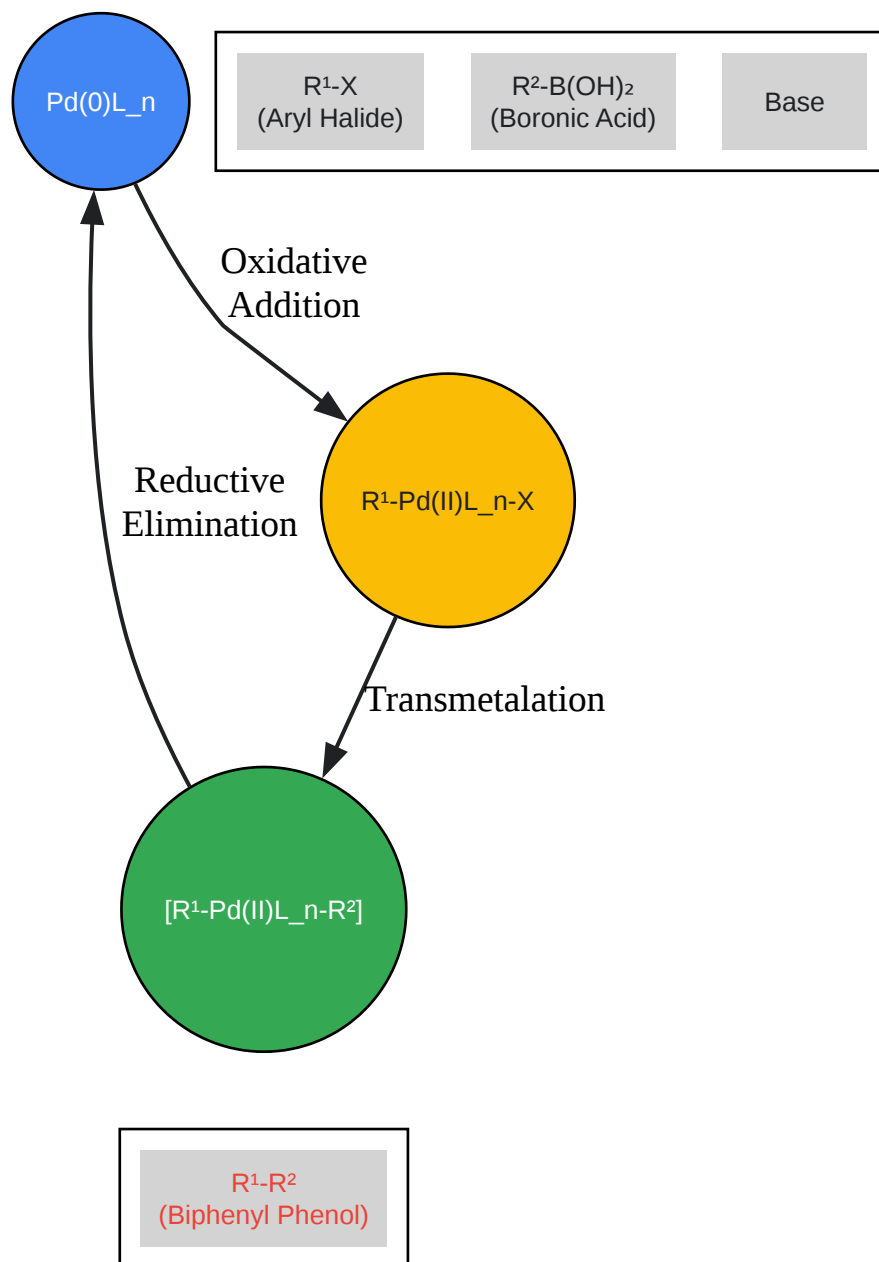 Pd(0)L_n
R¹-X
(Aryl Halide)
R²-B(OH)₂
(Boronic Acid)
Base
Oxidative
Addition
Reductive
Elimination
R¹-Pd(II)L_n-X
Transmetalation
[R¹-Pd(II)L_n-R²]
R¹-R²
(Biphenyl Phenol)